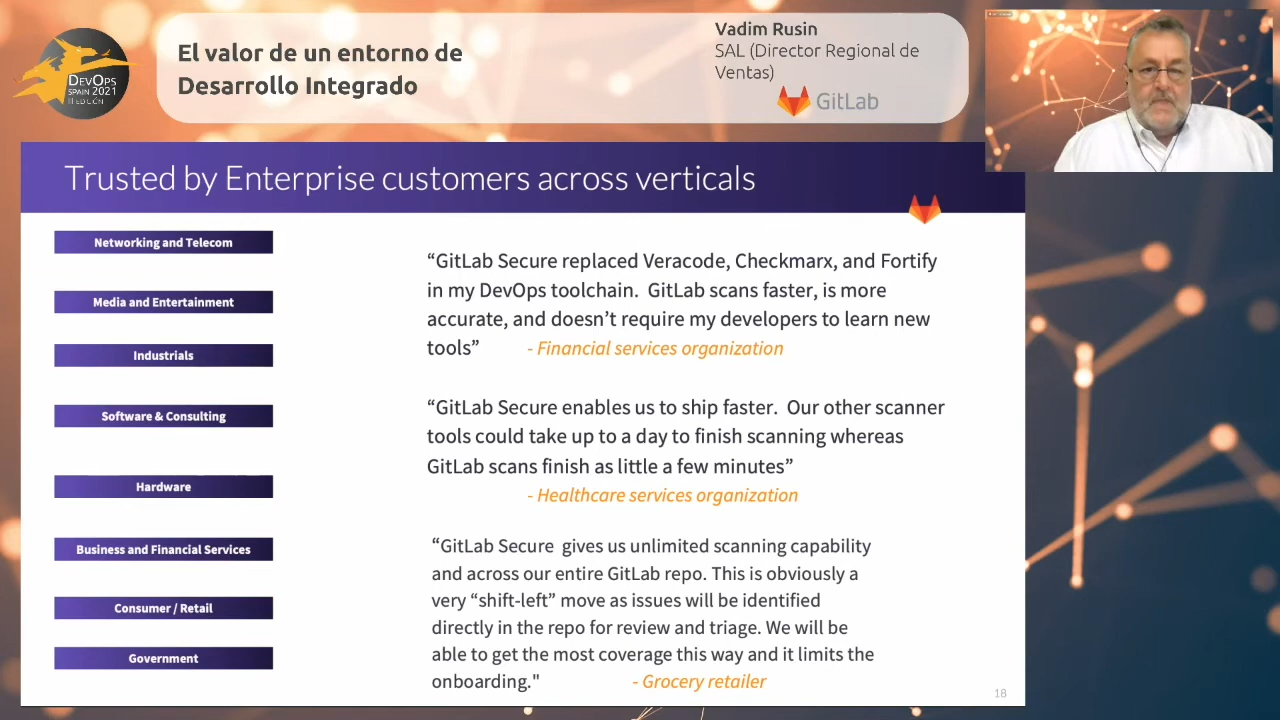 DEVOPS
SPAIN 2021
II EDICIÓN
El valor de un entorno de
Desarrollo Integrado
Vadim Rusin
SAL (Director Regional de
Ventas)
GitLab
Trusted by Enterprise customers across verticals
Networking and Telecom
Media and Entertainment
Industrials
Software & Consulting
Hardware
Business and Financial Services
Consumer / Retail
Government
“GitLab Secure replaced Veracode, Checkmarx, and Fortify
in my DevOps toolchain.  GitLab scans faster, is more
accurate, and doesn’t require my developers to learn new
tools” - Financial services organization
“GitLab Secure enables us to ship faster.  Our other scanner
tools could take up to a day to finish scanning whereas
GitLab scans finish as little a few minutes”
- Healthcare services organization
“GitLab Secure  gives us unlimited scanning capability
and across our entire GitLab repo. This is obviously a
very “shift-left” move as issues will be identified
directly in the repo for review and triage. We will be
able to get the most coverage this way and it limits the
onboarding." - Grocery retailer
18